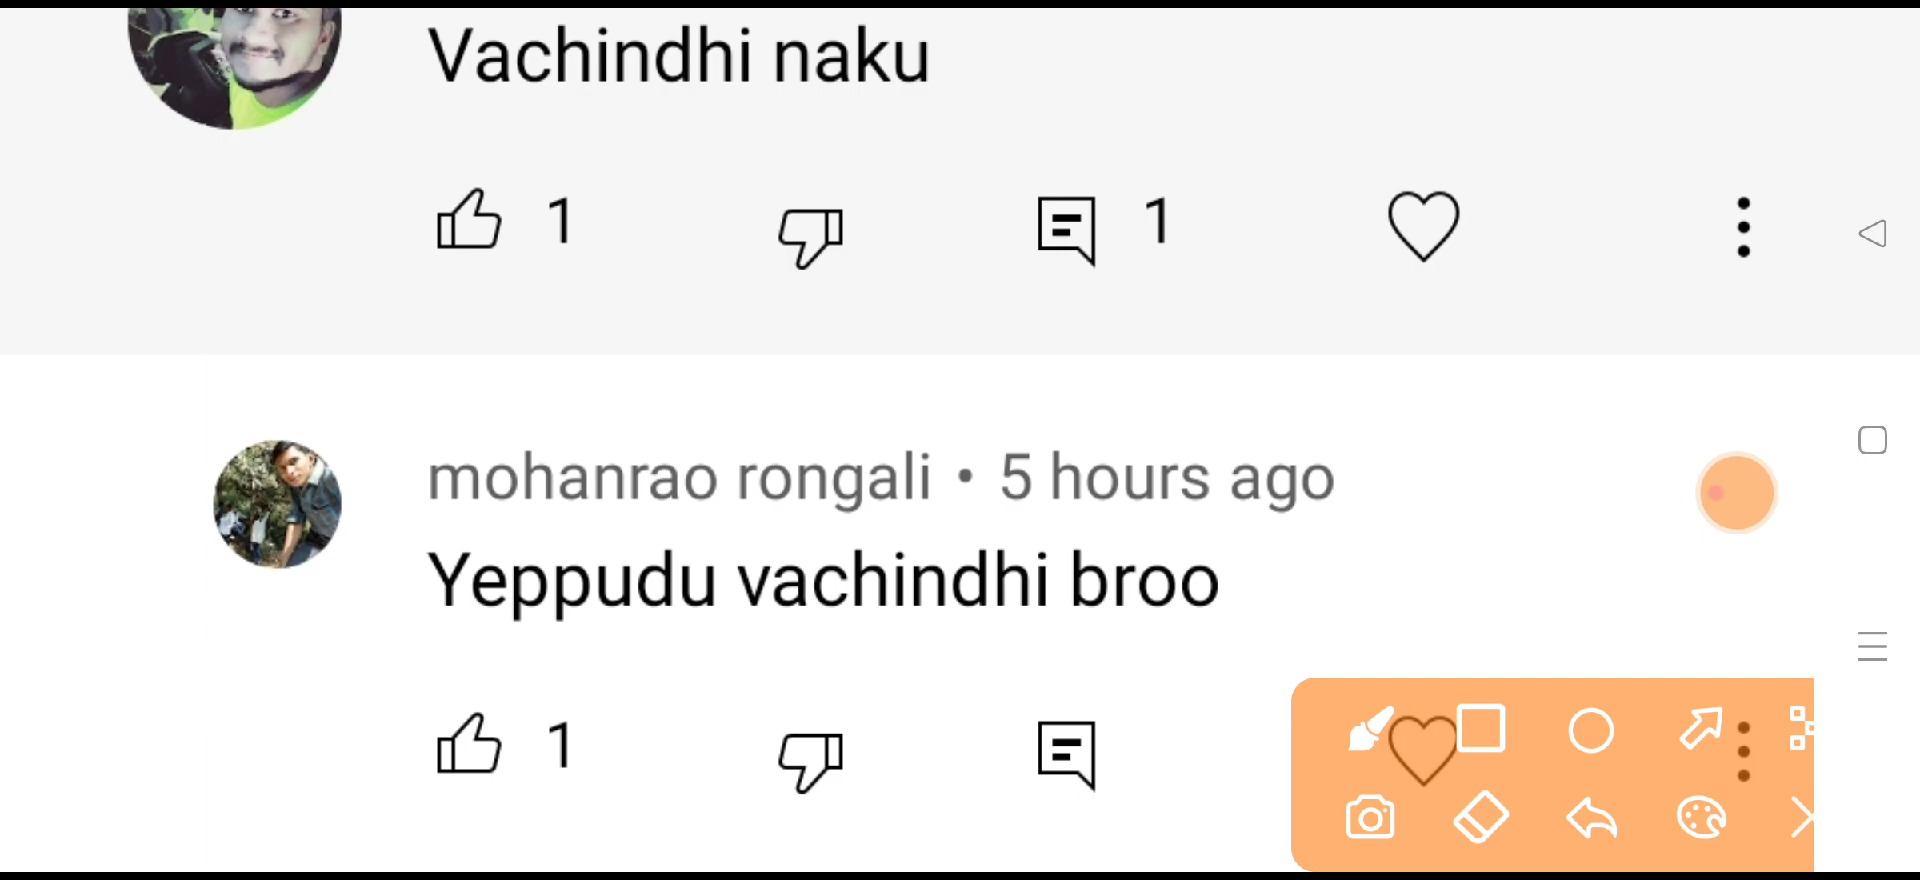 Vachindhi naku
1
1
mohanrao rongali • 5 hours ago
Yeppudu vachindhi broo
1